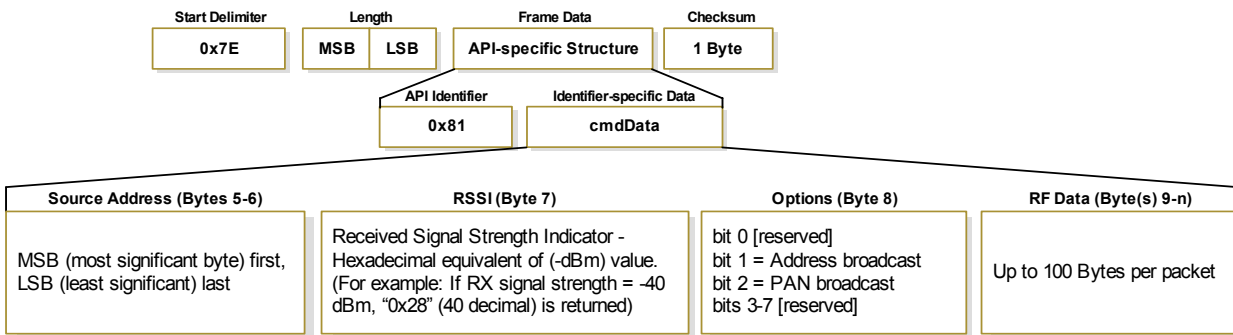 Start Delimiter Length Frame Data Checksum
0x7E MSB LSB API-specific Structure 1 Byte
API Identifier Identifier-specific Data
0x81 cmdData
Source Address (Bytes 5-6) RSSI (Byte 7) Options (Byte 8) RF Data (Byte(s) 9-n)
MSB (most significant byte) first,
LSB (least significant) last
Received Signal Strength Indicator -
Hexadecimal equivalent of (-dBm) value.
(For example: If RX signal strength = -40
dBm, “0x28” (40 decimal) is returned)
bit 0 [reserved]
bit 1 = Address broadcast
bit 2 = PAN broadcast
bits 3-7 [reserved]
Up to 100 Bytes per packet